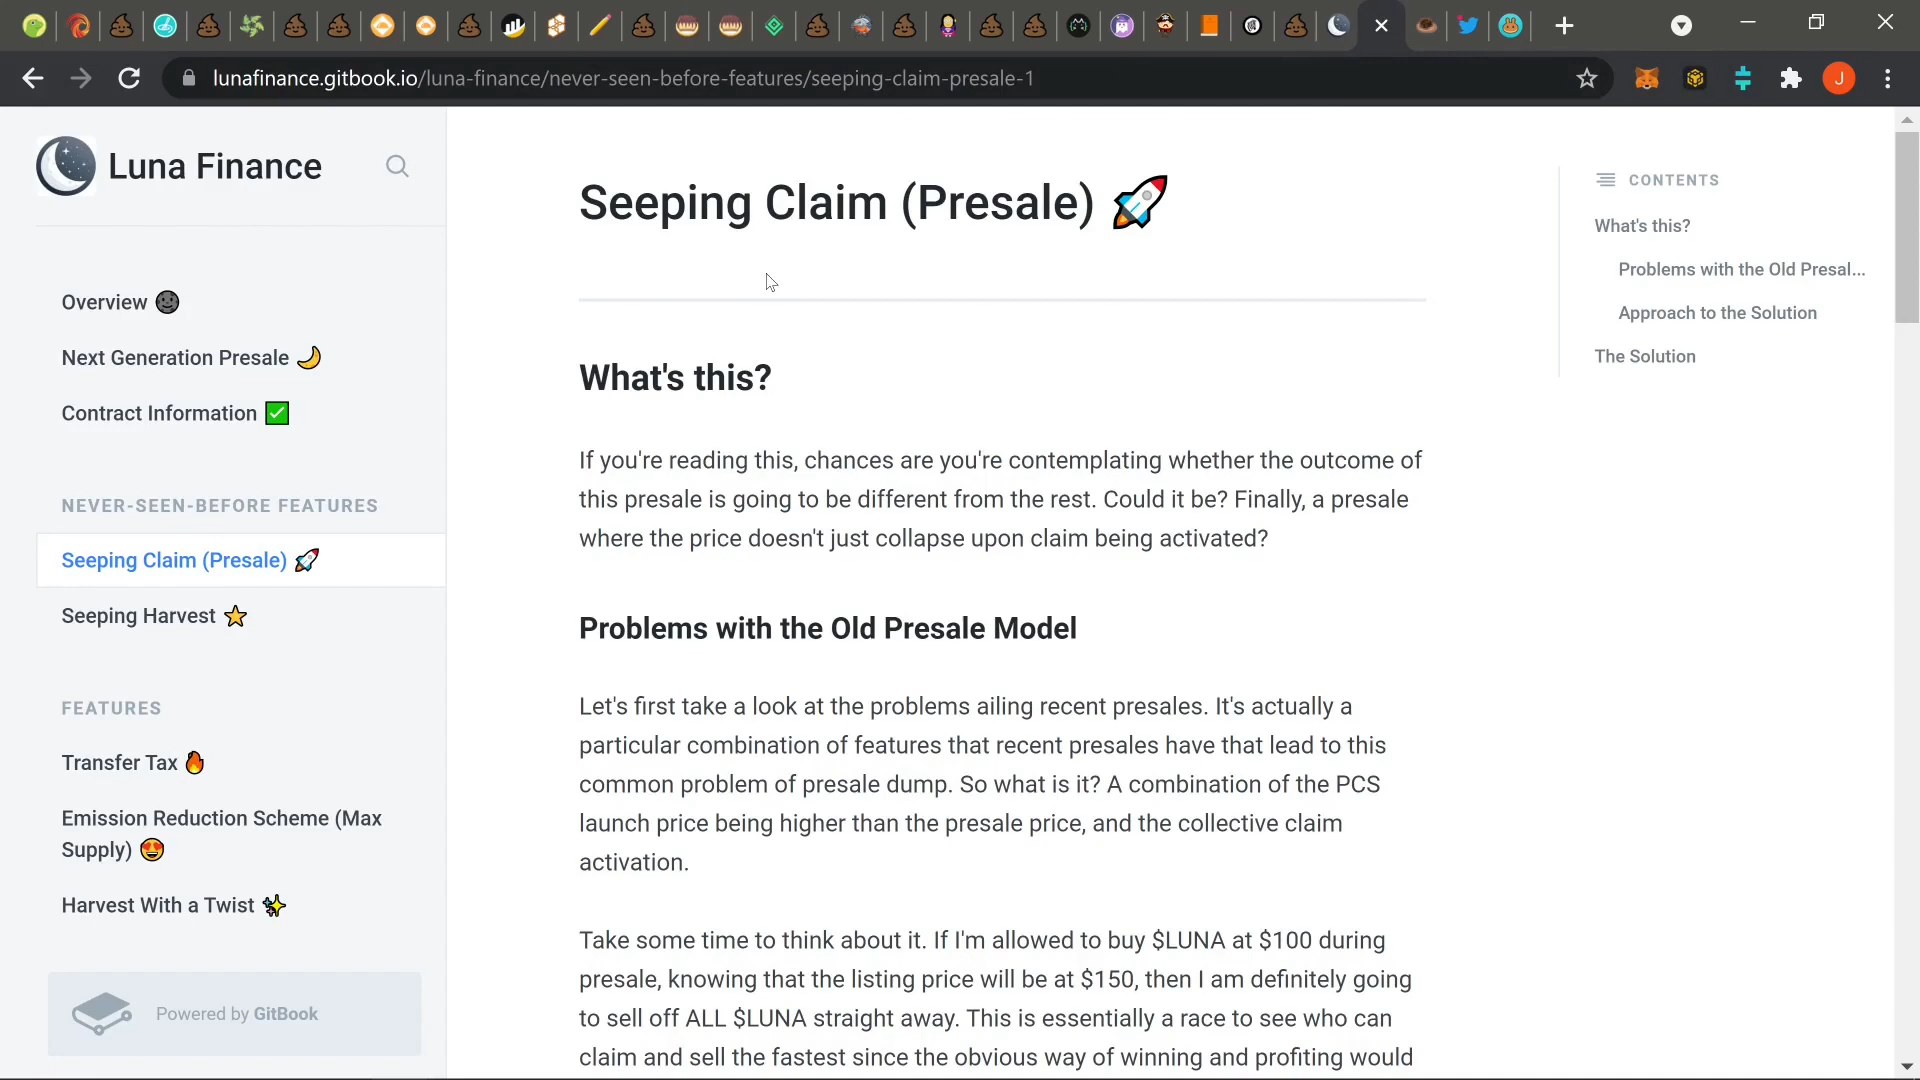 lunafinance.gitbook.io/luna-finance/never-seen-before-features/seeping-claim-presale-1
J
Luna Finance
Overview
Next Generation Presale
Contract Information
NEVER-SEEN-BEFORE FEATURES
Seeping Claim (Presale)
Seeping Harvest
FEATURES
Transfer Tax
Emission Reduction Scheme (Max
Supply)
Harvest With a Twist
Powered by GitBook
Seeping Claim (Presale)
What's this?
If you're reading this, chances are you're contemplating whether the outcome of
this presale is going to be different from the rest. Could it be? Finally, a presale
where the price doesn't just collapse upon claim being activated?
Problems with the Old Presale Model
Let's first take a look at the problems ailing recent presales. It's actually a
particular combination of features that recent presales have that lead to this
common problem of presale dump. So what is it? A combination of the PCS
launch price being higher than the presale price, and the collective claim
activation.
Take some time to think about it. If I'm allowed to buy $LUNA at $100 during
presale, knowing that the listing price will be at $150, then I am definitely going
to sell off ALL $LUNA straight away. This is essentially a race to see who can
claim and sell the fastest since the obvious way of winning and profiting would
CONTENTS
What's this?
Problems with the Old Presal...
Approach to the Solution
The Solution